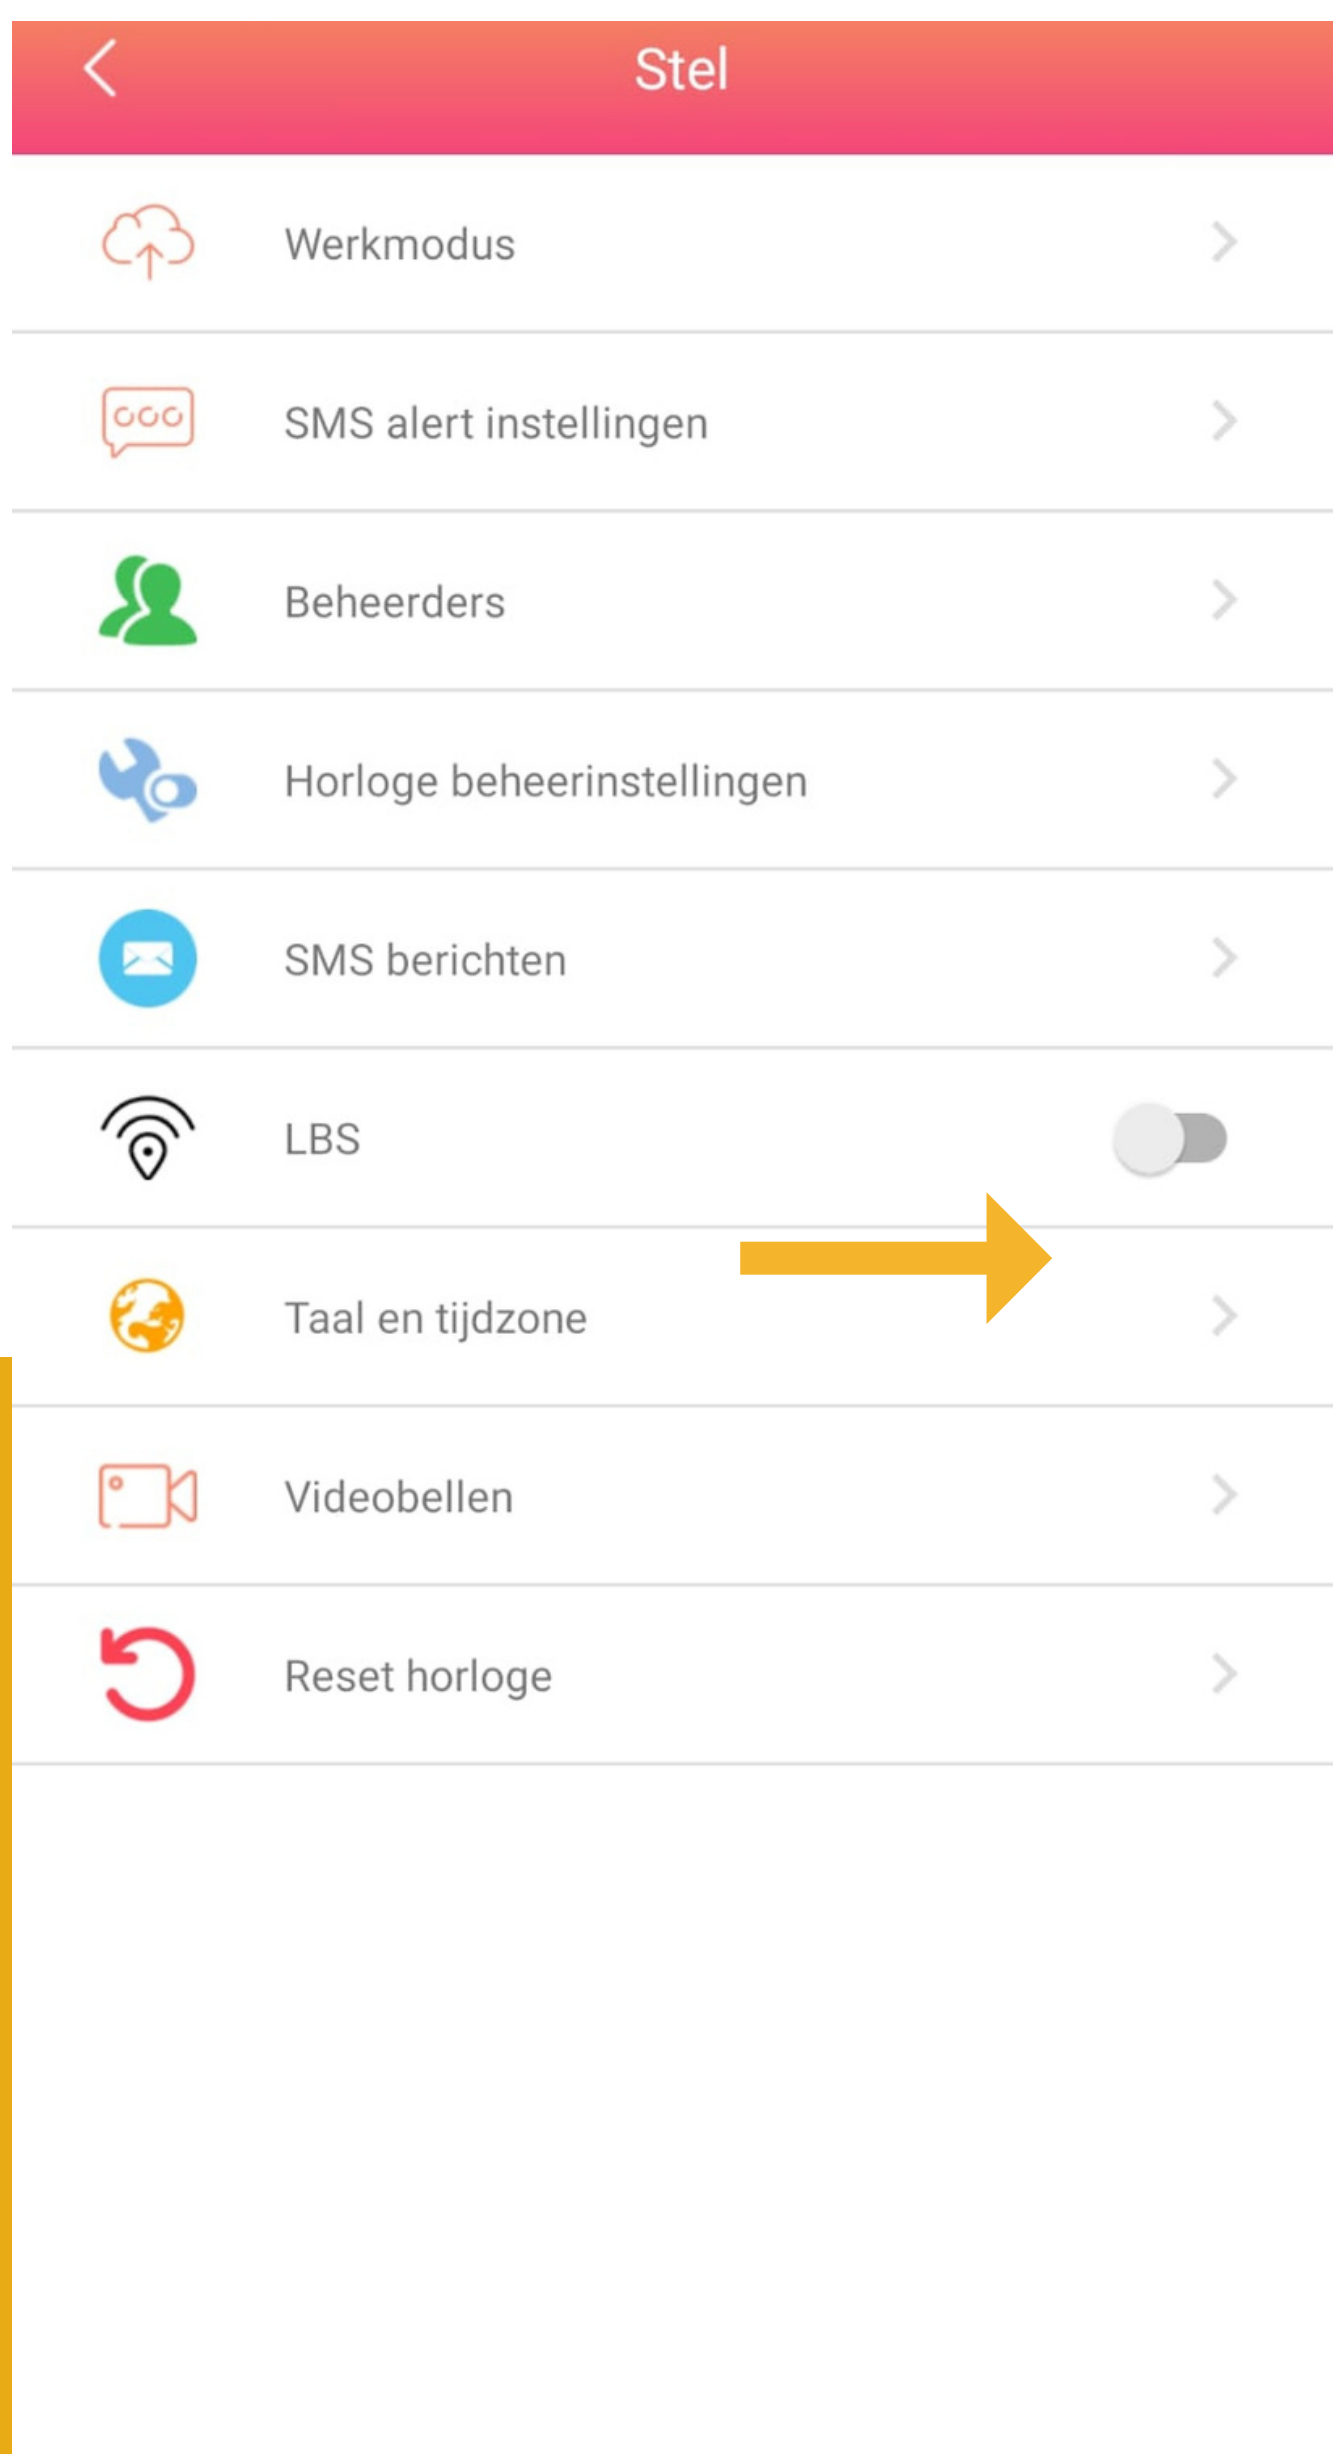 Stel
Werkmodus
SMS alert instellingen
Beheerders
Horloge beheerinstellingen
SMS berichten
LBS
Taal en tijdzone
Videobellen
Reset horloge